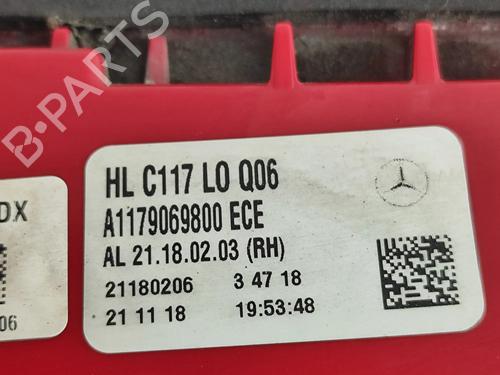 HL C117 LO Q06
A1179069800 ECE
AL 21.18.02.03 (RH)
21180206 3 47 18
21 11 18 19:53:48
DX
06
B-PARTS